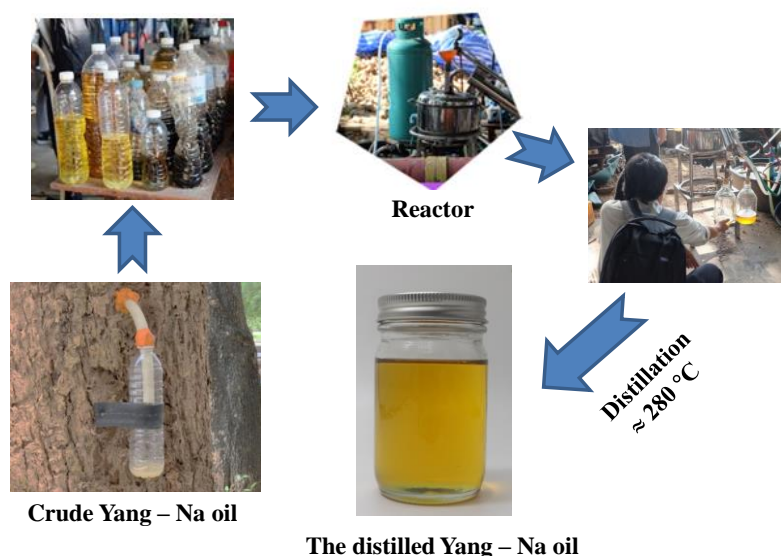 Reactor
Distillation
≈ 280 °C
Crude Yang – Na oil
The distilled Yang – Na oil